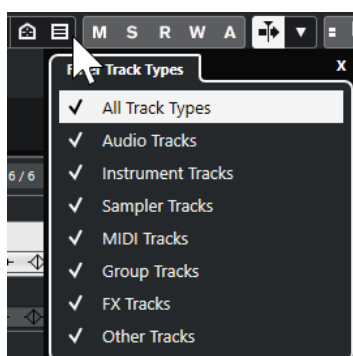 M S R W A
Filter Track Types X
All Track Types
Audio Tracks
6 / 6 Instrument Tracks
Sampler Tracks
MIDI Tracks
Group Tracks
FX Tracks
Other Tracks